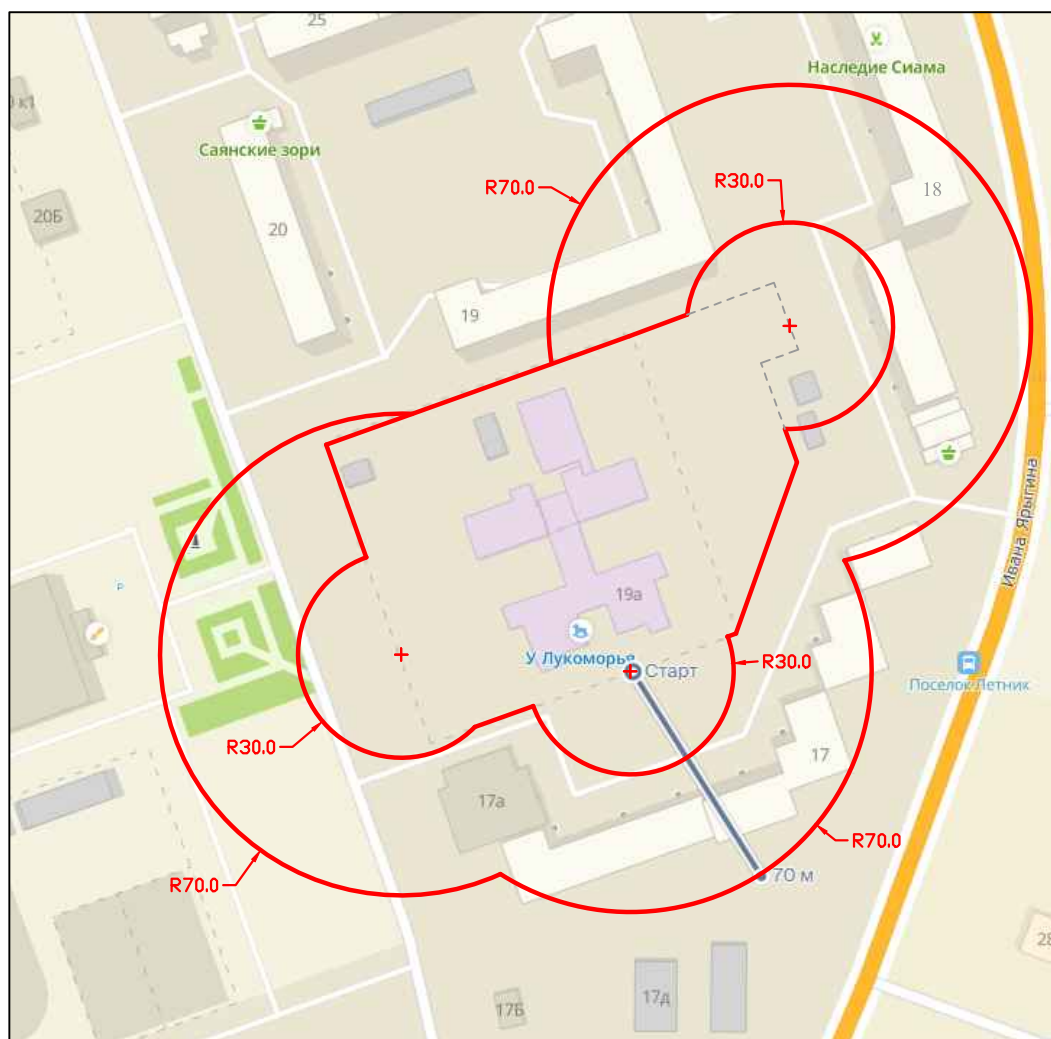 25
Наследие Сиама
0 к1
Саянские зори
R70.0
R30.0
18
20Б
20
19
Ивана Ярыгина
19а
Р
У Лукоморья
Старт
R30.0
Поселок Летник
R30.0
17
17а
R70.0
70 м
R70.0
28
17д
17Б